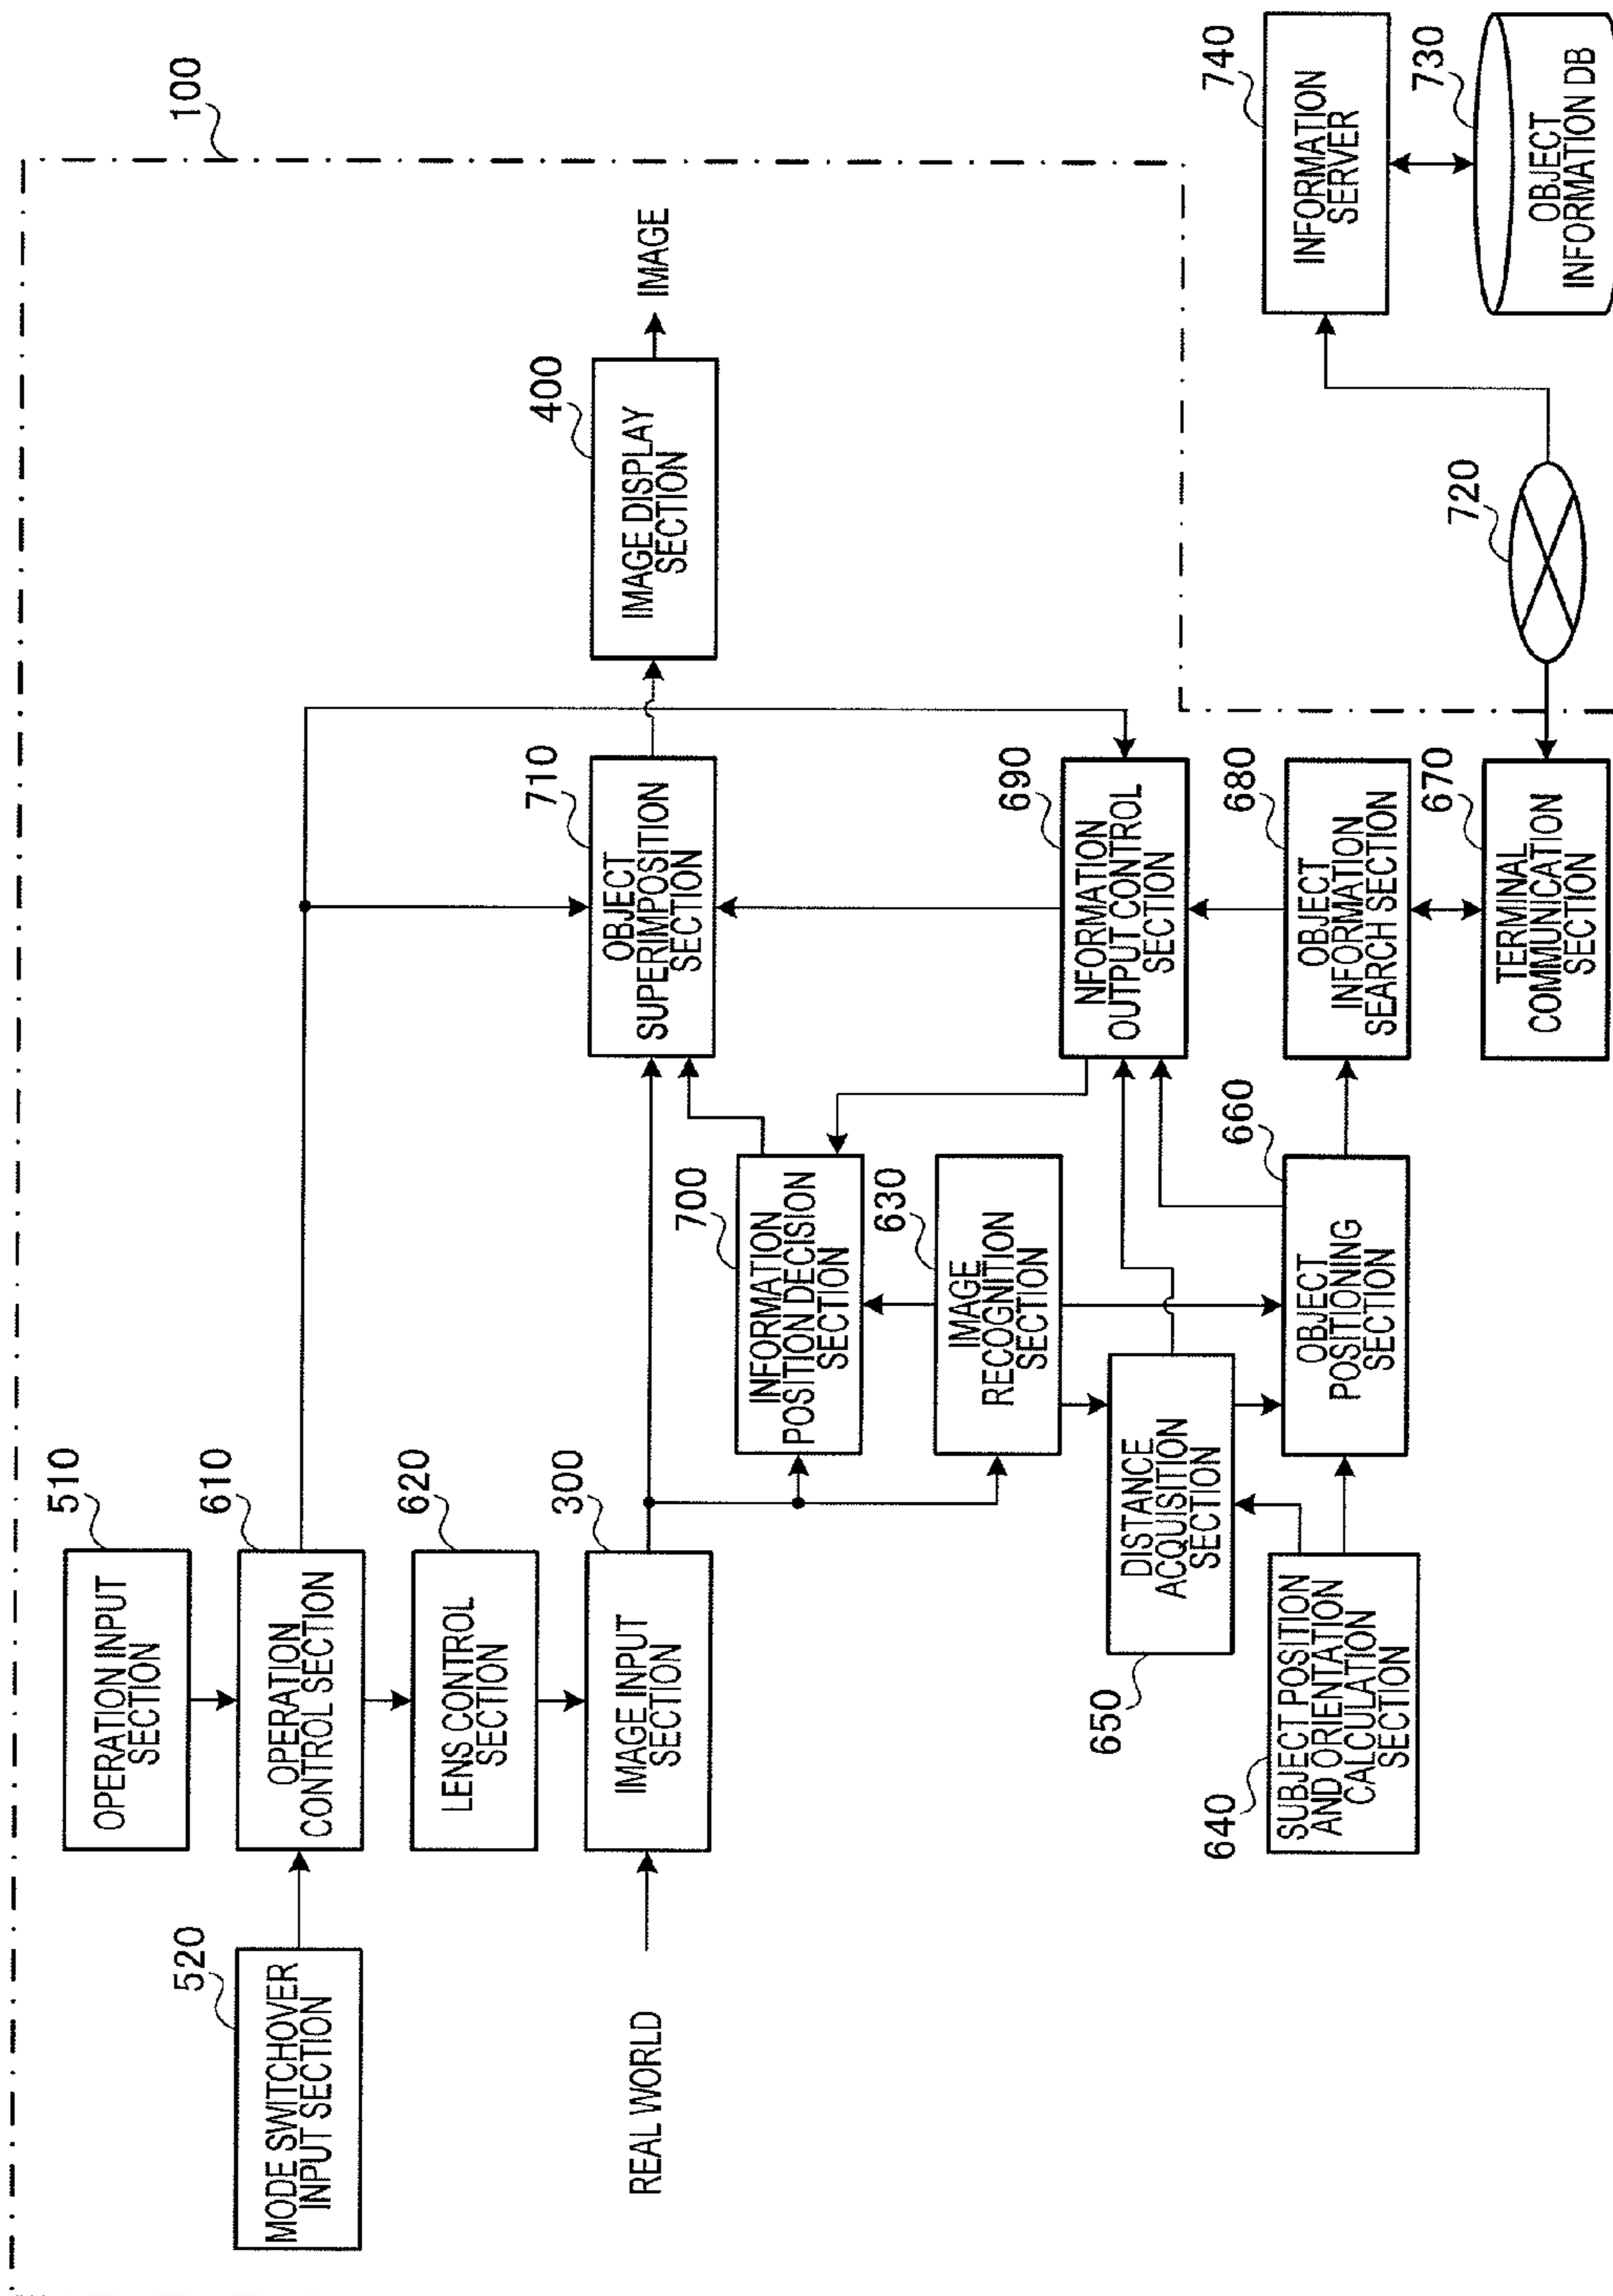 100
510
OPERATION INPUT
SECTION
520
MODE SWITCHOVER
INPUT SECTION
610
OPERATION
CONTROL SECTION
620
LENS CONTROL
SECTION
REAL WORLD
300
IMAGE INPUT
SECTION
710
OBJECT
SUPERIMPOSITION
SECTION
400
IMAGE DISPLAY
SECTION
IMAGE
700
INFORMATION
POSITION DECISION
SECTION
630
IMAGE
RECOGNITION
SECTION
690
NFORMATION
OUTPUT CONTROL
SECTION
650
DISTANCE
ACQUISITION
SECTION
640
SUBJECT POSITION
AND ORIENTATION
CALCULATION
SECTION
660
OBJECT
POSITIONING
SECTION
680
OBJECT
INFORMATION
SEARCH SECTION
670
TERMINAL
COMMUNICATION
SECTION
720
740
INFORMATION
SERVER
730
OBJECT
INFORMATION DB